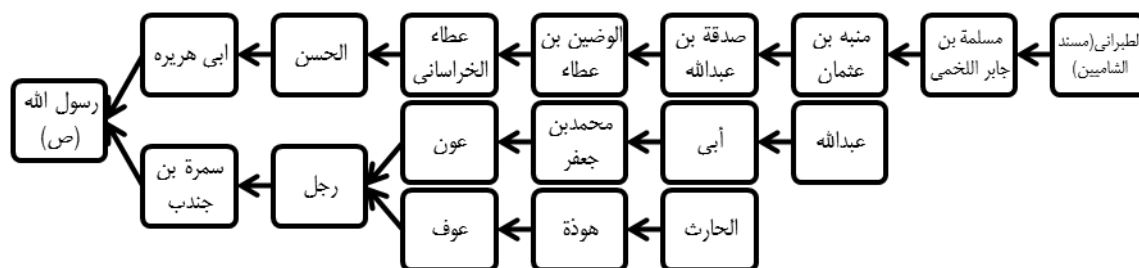 الطبرانی(مسند
الشامیین)
مسلمة بن
جابر اللخمی
منبه بن
عثمان
صدقة بن
عبدالله
الوضین بن
عطاء
عطاء
الخراسانی
الحسن
ابی هریره
رسول الله
(ص)
عبدالله
أبی
محمدبن
جعفر
عون
رجل
سمرة بن
جندب
الحارث
هوذة
عوف